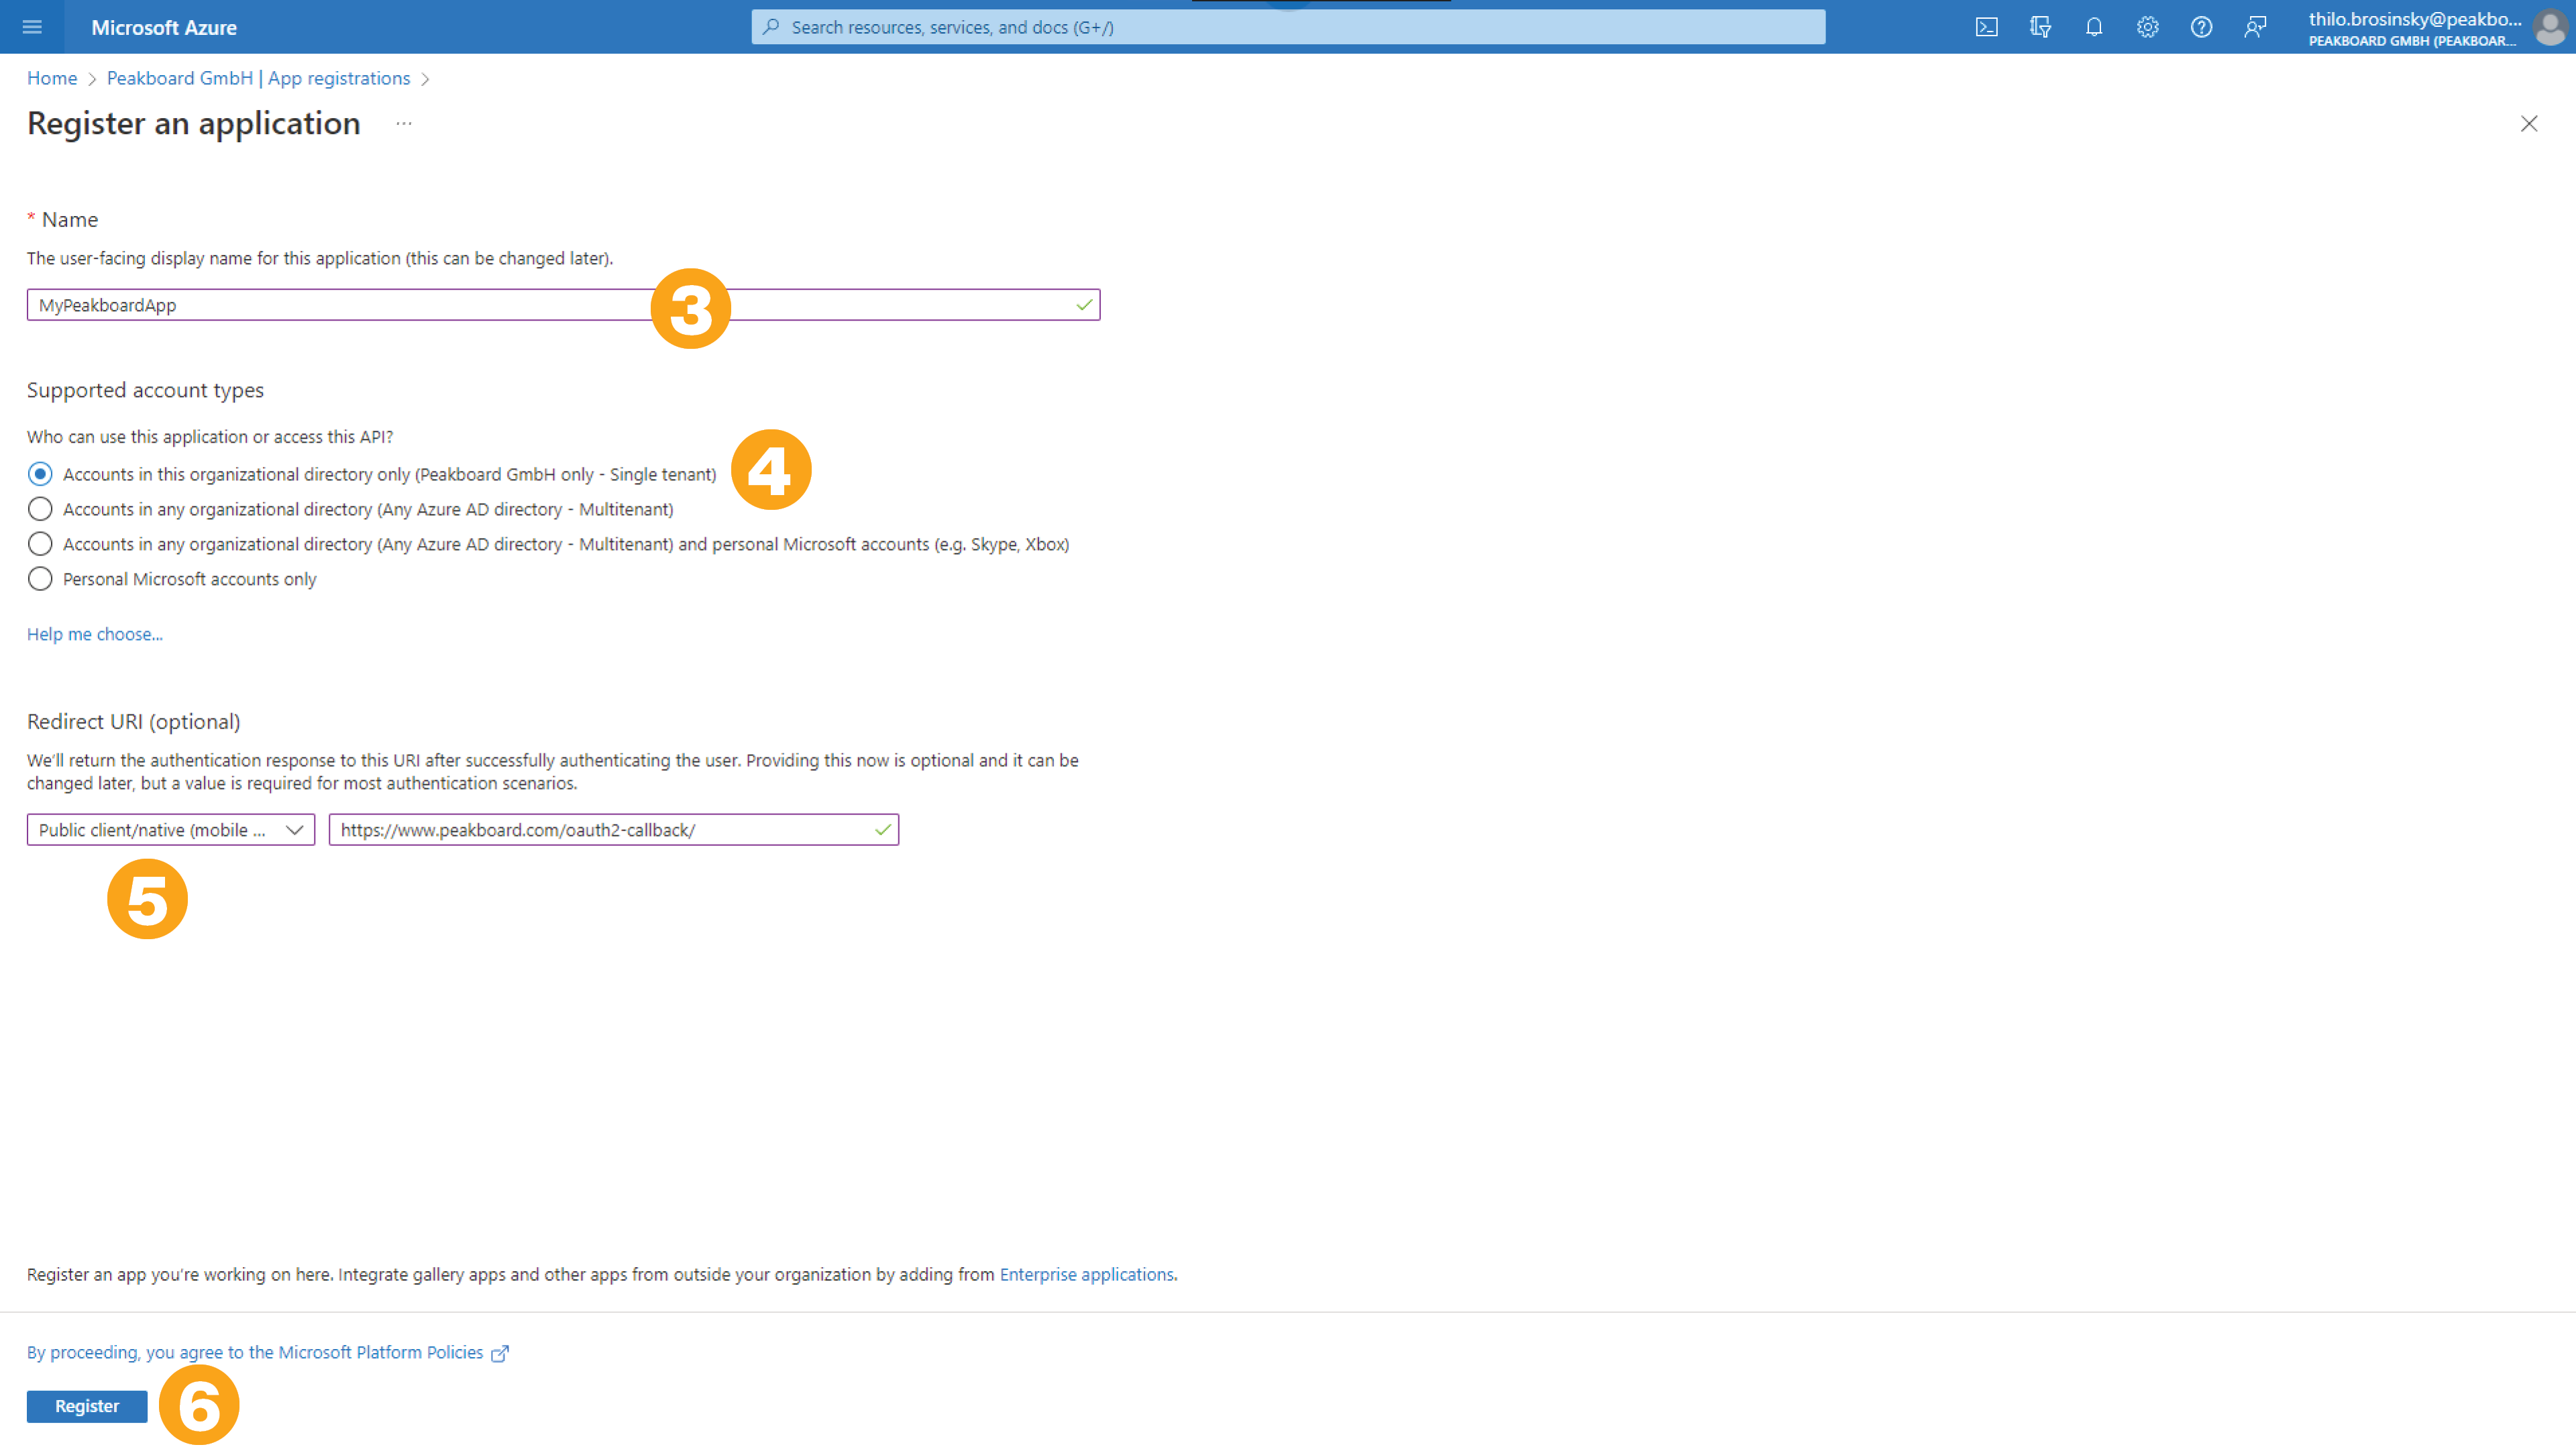 Microsoft Azure
Search resources, services, and docs (G+/)
thilo.brosinsky@peakbo...
PEAKBOARD GMBH (PEAKBOAR...
Home > Peakboard GmbH | App registrations >
Register an application ...
* Name
The user-facing display name for this application (this can be changed later).
MyPeakboardApp
3
Supported account types
Who can use this application or access this API?
Accounts in this organizational directory only (Peakboard GmbH only - Single tenant)
4
Accounts in any organizational directory (Any Azure AD directory - Multitenant)
Accounts in any organizational directory (Any Azure AD directory - Multitenant) and personal Microsoft accounts (e.g. Skype, Xbox)
Personal Microsoft accounts only
Help me choose...
Redirect URI (optional)
We'll return the authentication response to this URI after successfully authenticating the user. Providing this now is optional and it can be
changed later, but a value is required for most authentication scenarios.
Public client/native (mobile ...
https://www.peakboard.com/oauth2-callback/
5
Register an app you're working on here. Integrate gallery apps and other apps from outside your organization by adding from Enterprise applications.
By proceeding, you agree to the Microsoft Platform Policies
Register
6